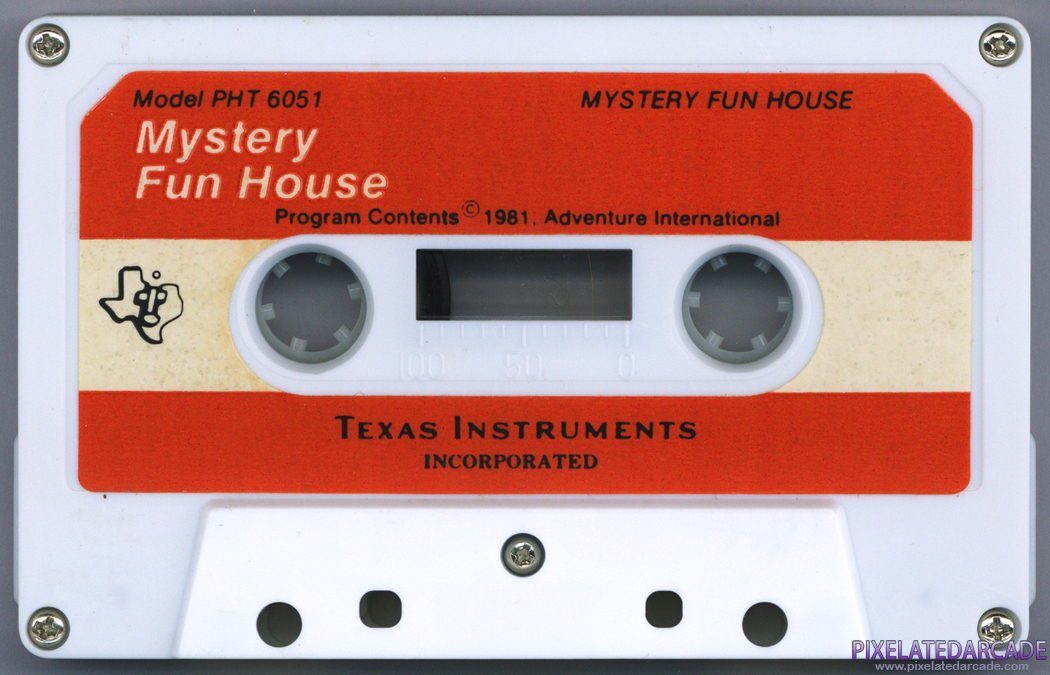 Model PHT 6051
MYSTERY FUN HOUSE
Mystery
Fun House
Program Contents © 1981, Adventure International
100 50 0
TEXAS INSTRUMENTS
INCORPORATED
PIXELATEDARCADE
www.pixelatedarcade.com